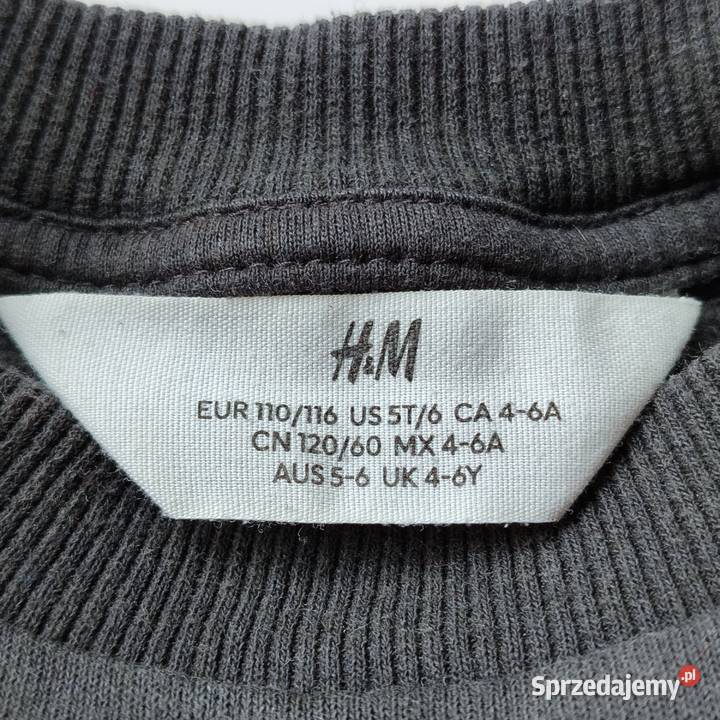 H&M
EUR 110/116 US 5T/6 CA 4-6A
CN 120/60 MX 4-6A
AUS 5-6 UK 4-6Y
Sprzedajemy.pl